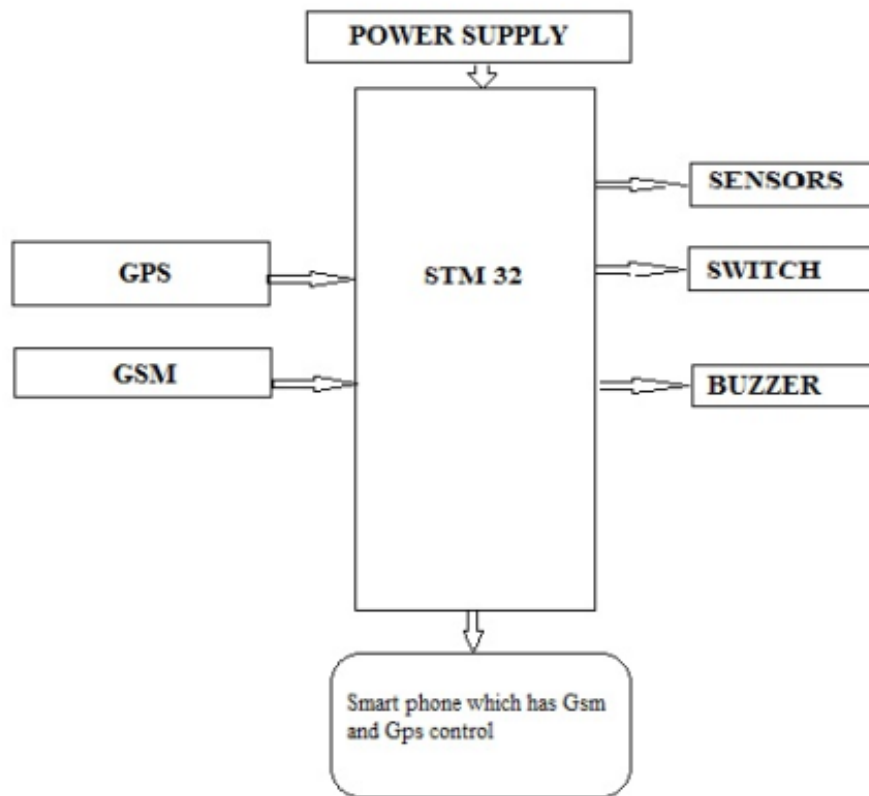 POWER SUPPLY
SENSORS
GPS
STM 32
SWITCH
GSM
BUZZER
Smart phone which has Gsm
and Gps control